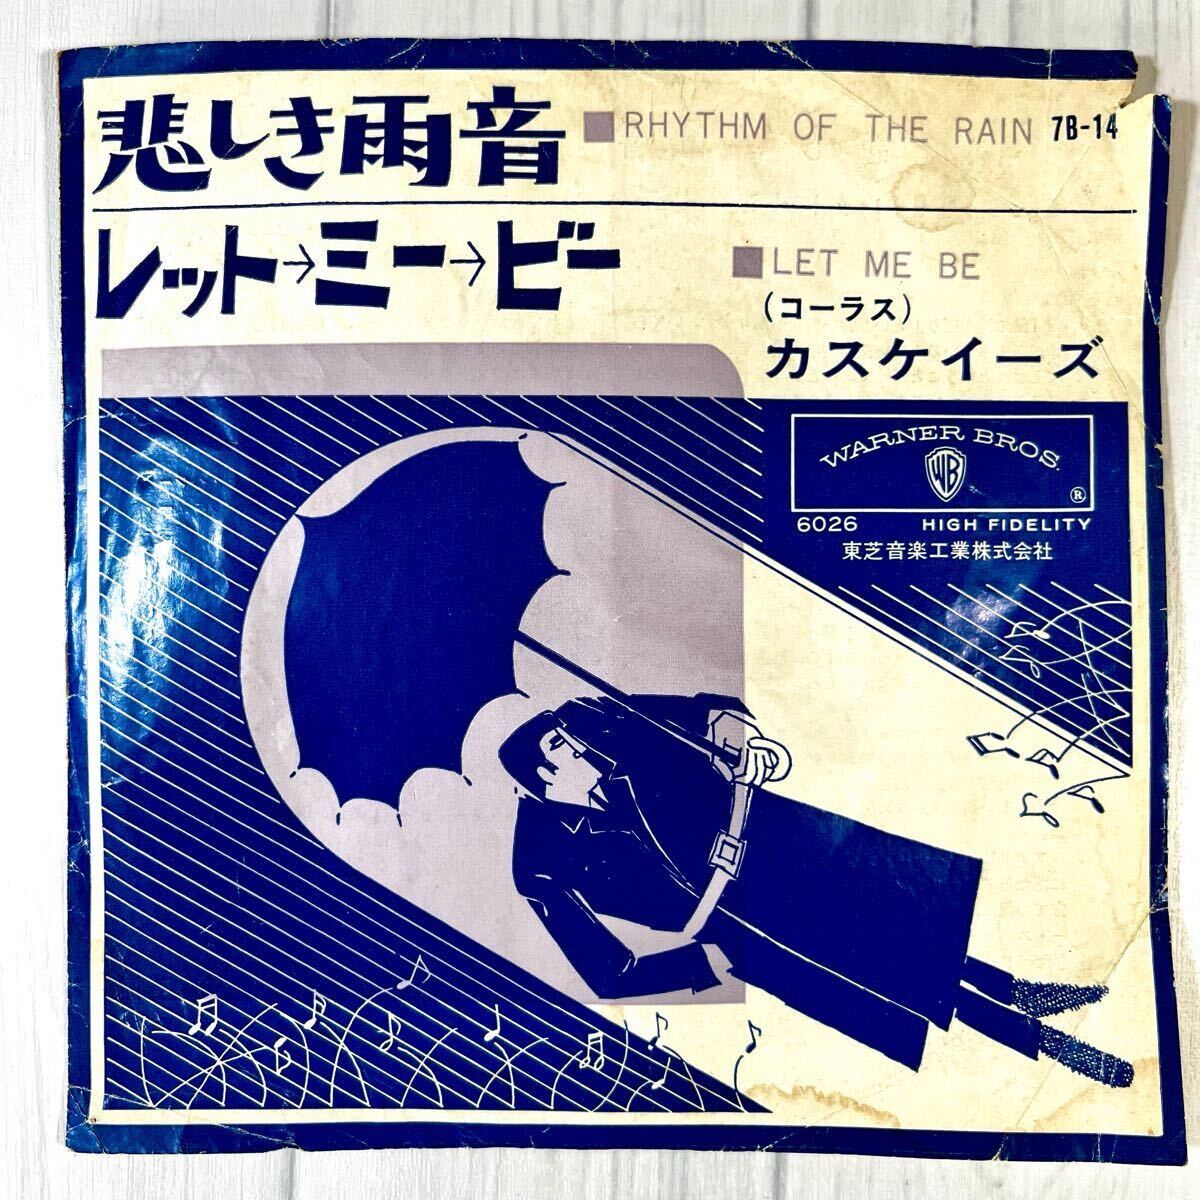 悲しき雨音 ■RHYTHM OF THE RAIN 7B-14
レット→ミー→ビー
■LET ME BE
(コーラス)
カスケイーズ
WARNER BROS.
WB
®
6026 HIGH FIDELITY
東芝音楽工業株式会社